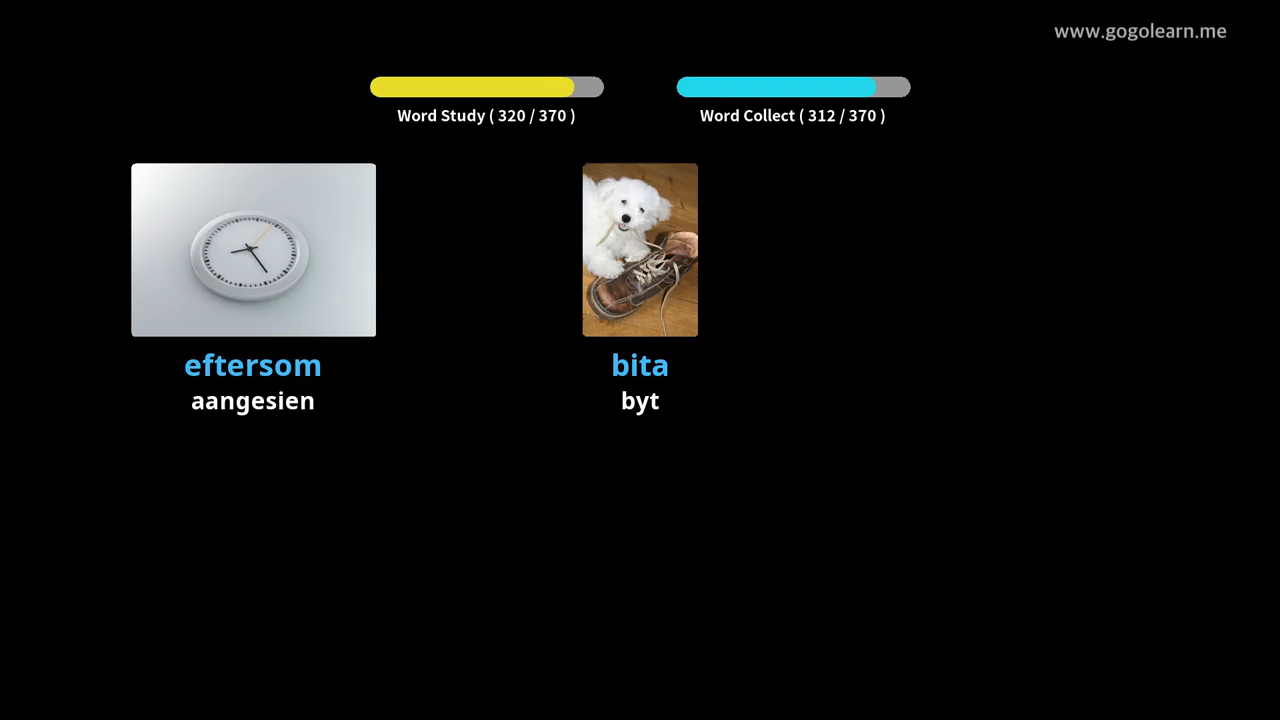 www.gogolearn.me
Word Study ( 320 / 370 )
Word Collect ( 312 / 370 )
eftersom
aangesien
bita
byt